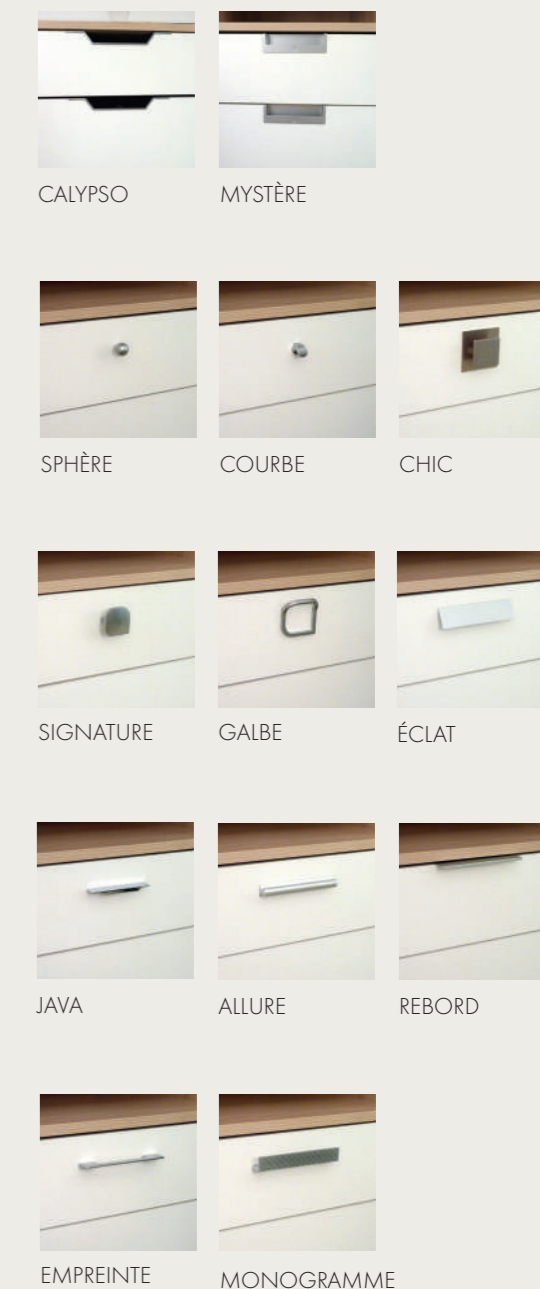 CALYPSO
MYSTÈRE
SPHÈRE
COURBE
CHIC
SIGNATURE
GALBE
ÉCLAT
JAVA
ALLURE
REBORD
EMPREINTE
MONOGRAMME